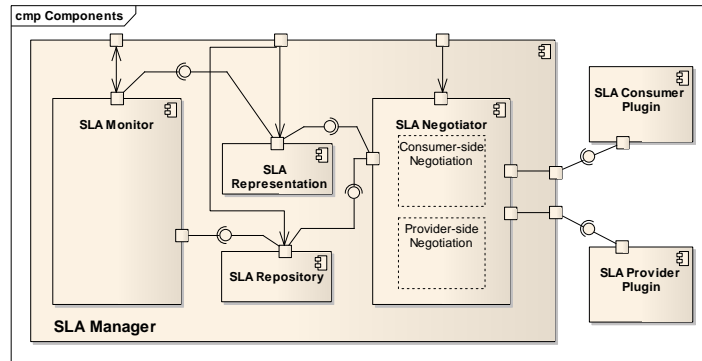 cmp Components
SLA Monitor
SLA
Representation
SLA Repository
SLA Negotiator
Consumer-side
Negotiation
Provider-side
Negotiation
SLA Consumer
Plugin
SLA Provider
Plugin
SLA Manager